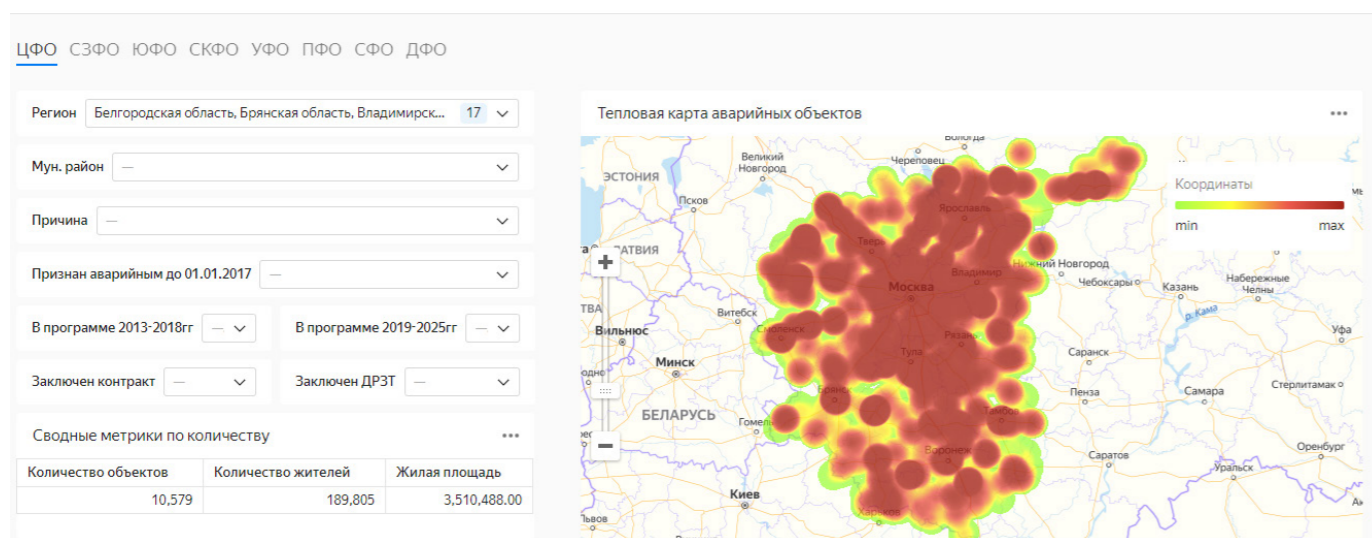 ЦФО СЗФО ЮФО СКФО УФО ПФО СФО ДФО
Регион Белгородская область, Брянская область, Владимирск... 17
Мун. район —
Причина —
Признан аварийным до 01.01.2017 —
В программе 2013-2018гг — В программе 2019-2025гг —
Заключен контракт — Заключен ДРЗТ —
Сводные метрики по количеству
Количество объектов Количество жителей Жилая площадь
10,579 189,805 3,510,488.00
Тепловая карта аварийных объектов
Координаты
min max
Вологда
Великий
Новгород
Череповец
ЭСТОНИЯ
Псков
Ярославль
Тверь
Нижний Новгород
Владимир
Чебоксары
Казань
Набережные
Челны
Москва
р. Кама
Витебск
Смоленск
Вильнюс
Рязань
Уфа
Минск
Тула
Саранск
Брянск
Пенза
Самара
Стерлитамак
БЕЛАРУСЬ
Гомель
Тамбов
Воронеж
Саратов
Оренбург
Уральск
Киев
Харьков